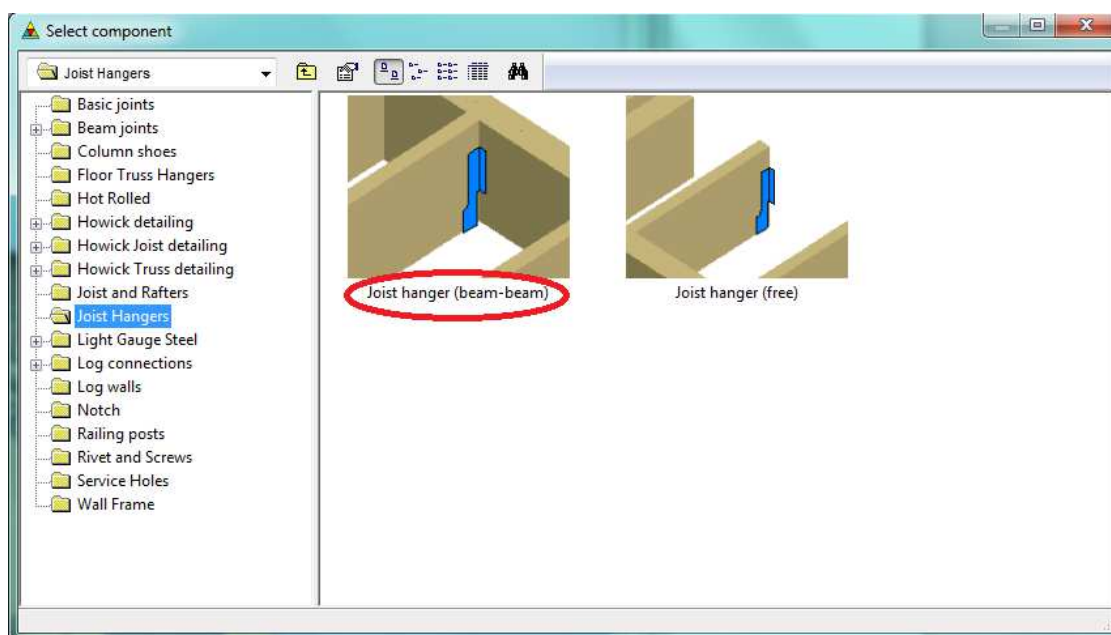 Select component
Joist Hangers
Basic joints
Beam joints
Column shoes
Floor Truss Hangers
Hot Rolled
Howick detailing
Howick Joist detailing
Howick Truss detailing
Joist and Rafters
Joist Hangers
Light Gauge Steel
Log connections
Log walls
Notch
Railing posts
Rivet and Screws
Service Holes
Wall Frame
Joist hanger (beam-beam)
Joist hanger (free)